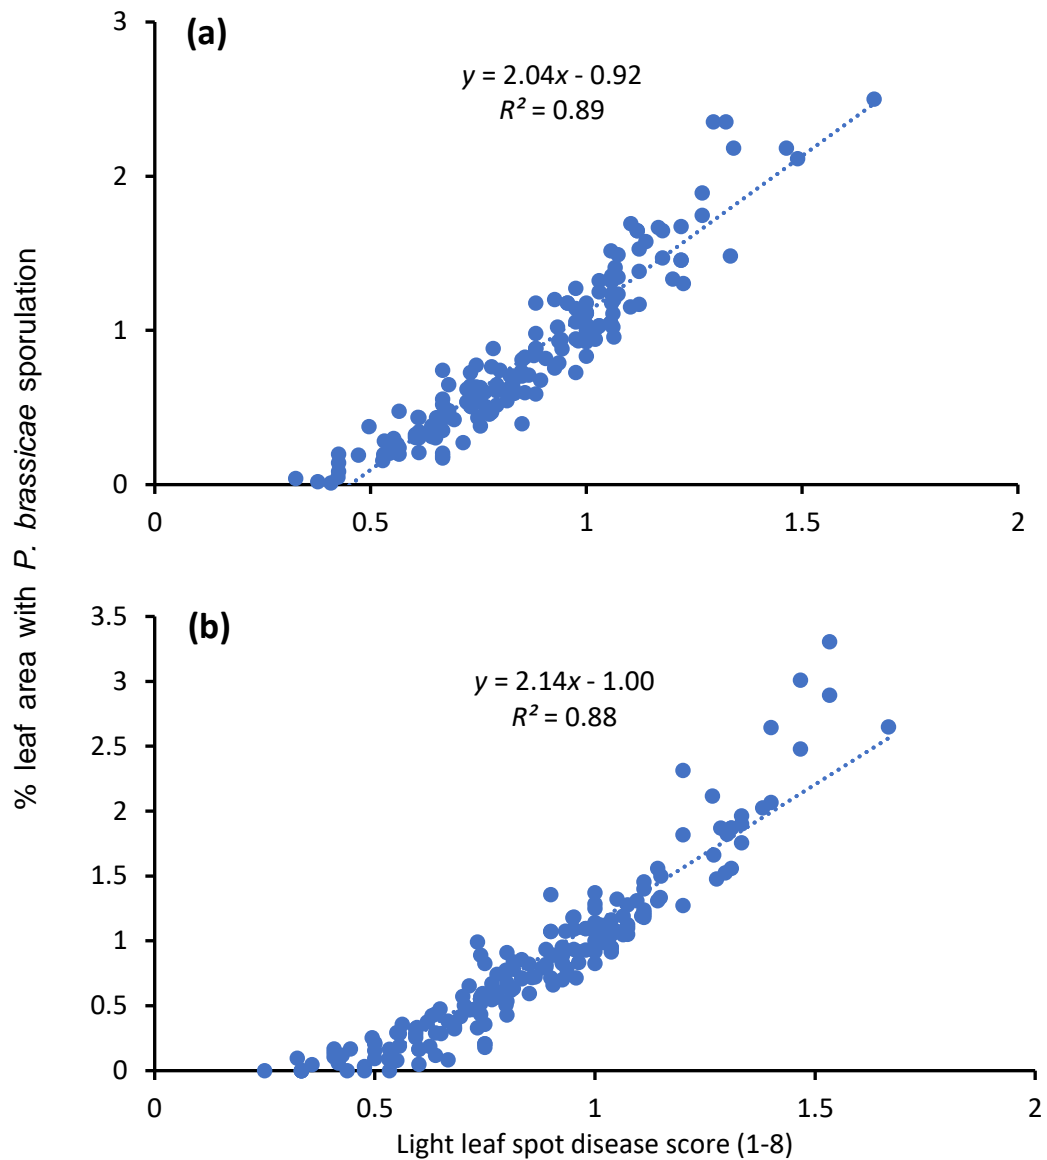 % leaf area with P. brassicae sporulation
(a)
y = 2.04x - 0.92
R² = 0.89
3
2
1
0
0 0.5 1 1.5 2
(b)
y = 2.14x - 1.00
R² = 0.88
3.5
3
2.5
2
1.5
1
0.5
0
0 0.5 1 1.5 2
Light leaf spot disease score (1-8)